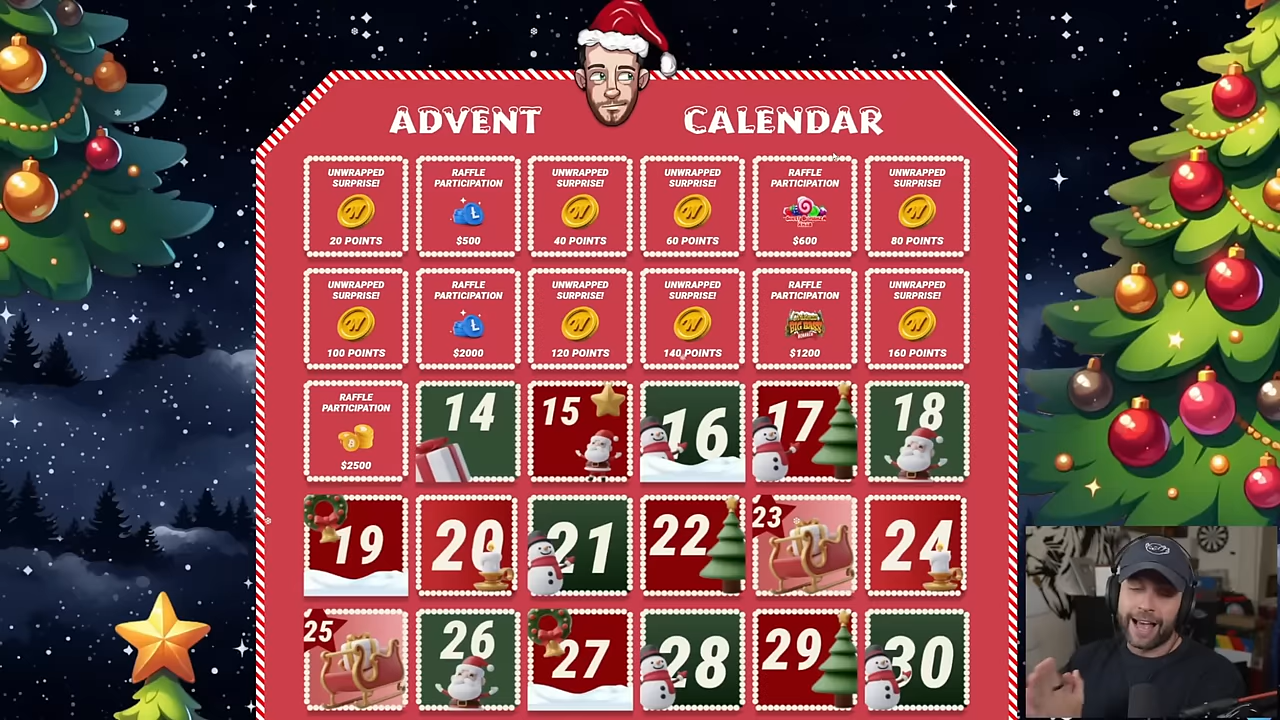 ADVENT CALENDAR
UNWRAPPED
SURPRISE!
20 POINTS
RAFFLE
PARTICIPATION
$500
UNWRAPPED
SURPRISE!
40 POINTS
UNWRAPPED
SURPRISE!
60 POINTS
RAFFLE
PARTICIPATION
$600
UNWRAPPED
SURPRISE!
80 POINTS
UNWRAPPED
SURPRISE!
100 POINTS
RAFFLE
PARTICIPATION
$2000
UNWRAPPED
SURPRISE!
120 POINTS
UNWRAPPED
SURPRISE!
140 POINTS
RAFFLE
PARTICIPATION
BIG BASS
$1200
UNWRAPPED
SURPRISE!
160 POINTS
RAFFLE
PARTICIPATION
$2500
14
15
16
17
18
19
20
21
22
23
24
25
26
27
28
29
30